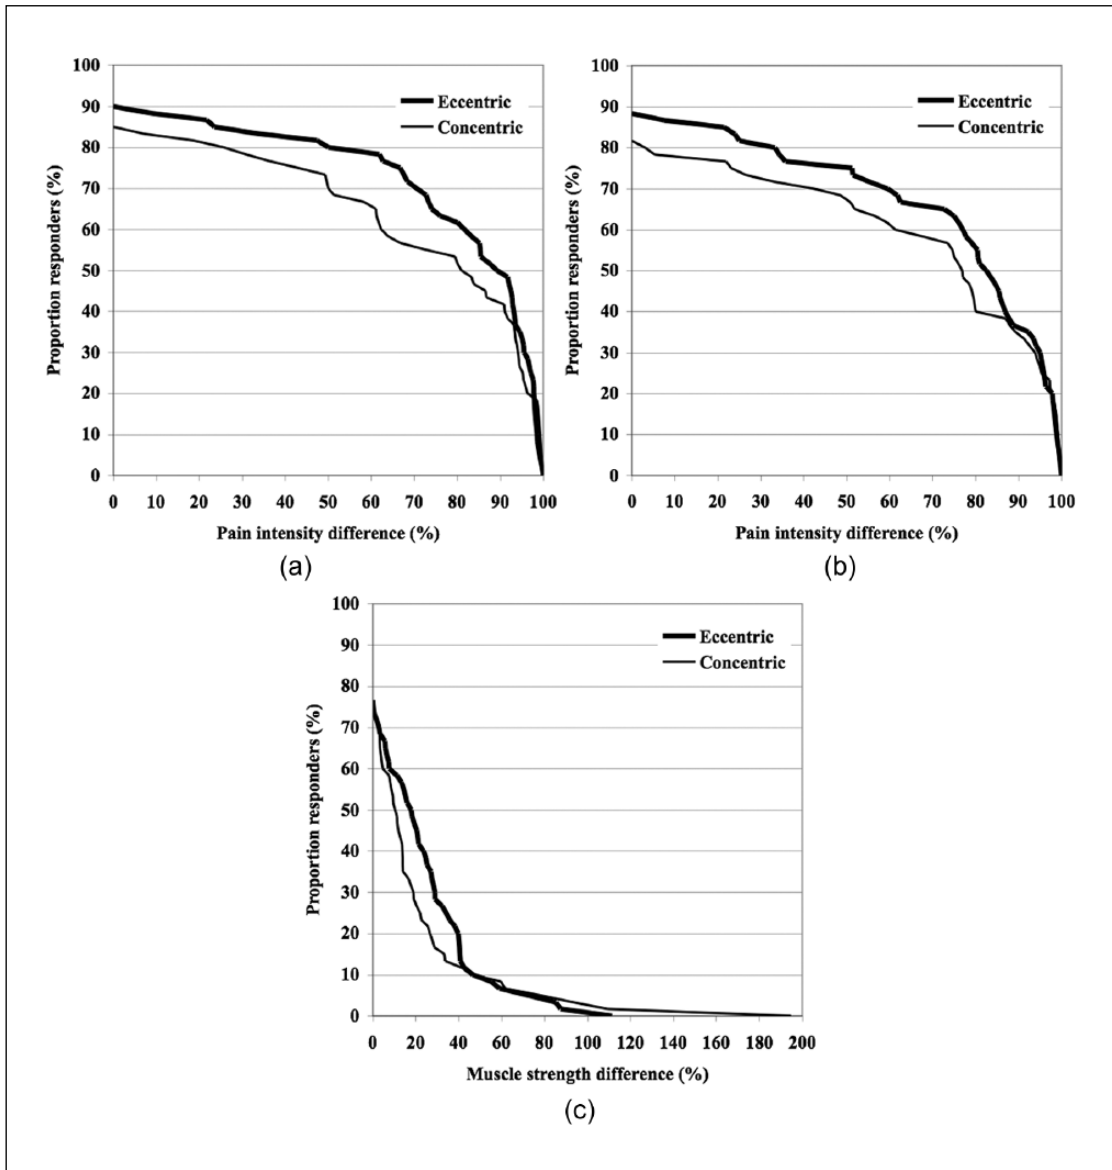 100
90
80
70
60
50
40
30
20
10
0
Proportion responders (%)
Eccentric
Concentric
0 10 20 30 40 50 60 70 80 90 100
Pain intensity difference (%)
(a)
100
90
80
70
60
50
40
30
20
10
0
Proportion responders (%)
Eccentric
Concentric
0 10 20 30 40 50 60 70 80 90 100
Pain intensity difference (%)
(b)
100
90
80
70
60
50
40
30
20
10
0
Proportion responders (%)
Eccentric
Concentric
0 20 40 60 80 100 120 140 160 180 200
Muscle strength difference (%)
(c)